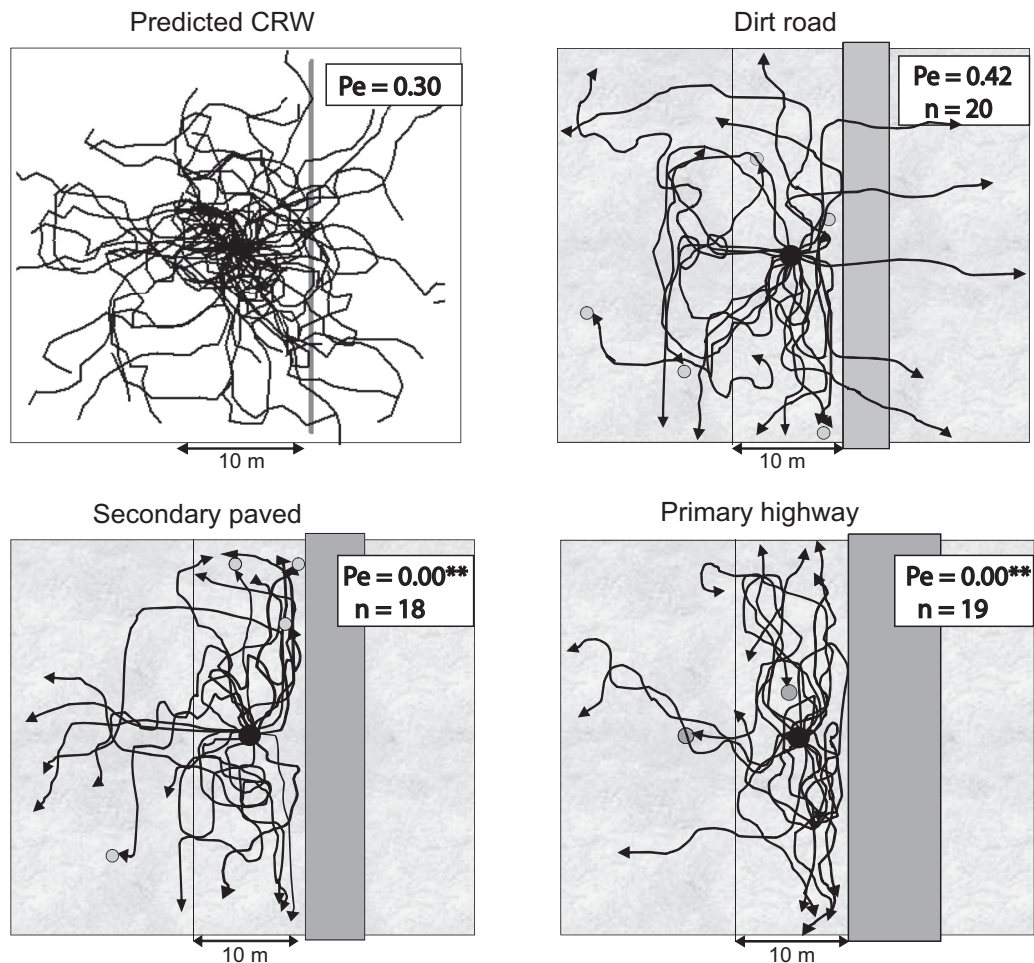 Predicted CRW
Pe = 0.30
10 m
Dirt road
Pe = 0.42
n = 20
10 m
Secondary paved
Pe = 0.00**
n = 18
10 m
Primary highway
Pe = 0.00**
n = 19
10 m